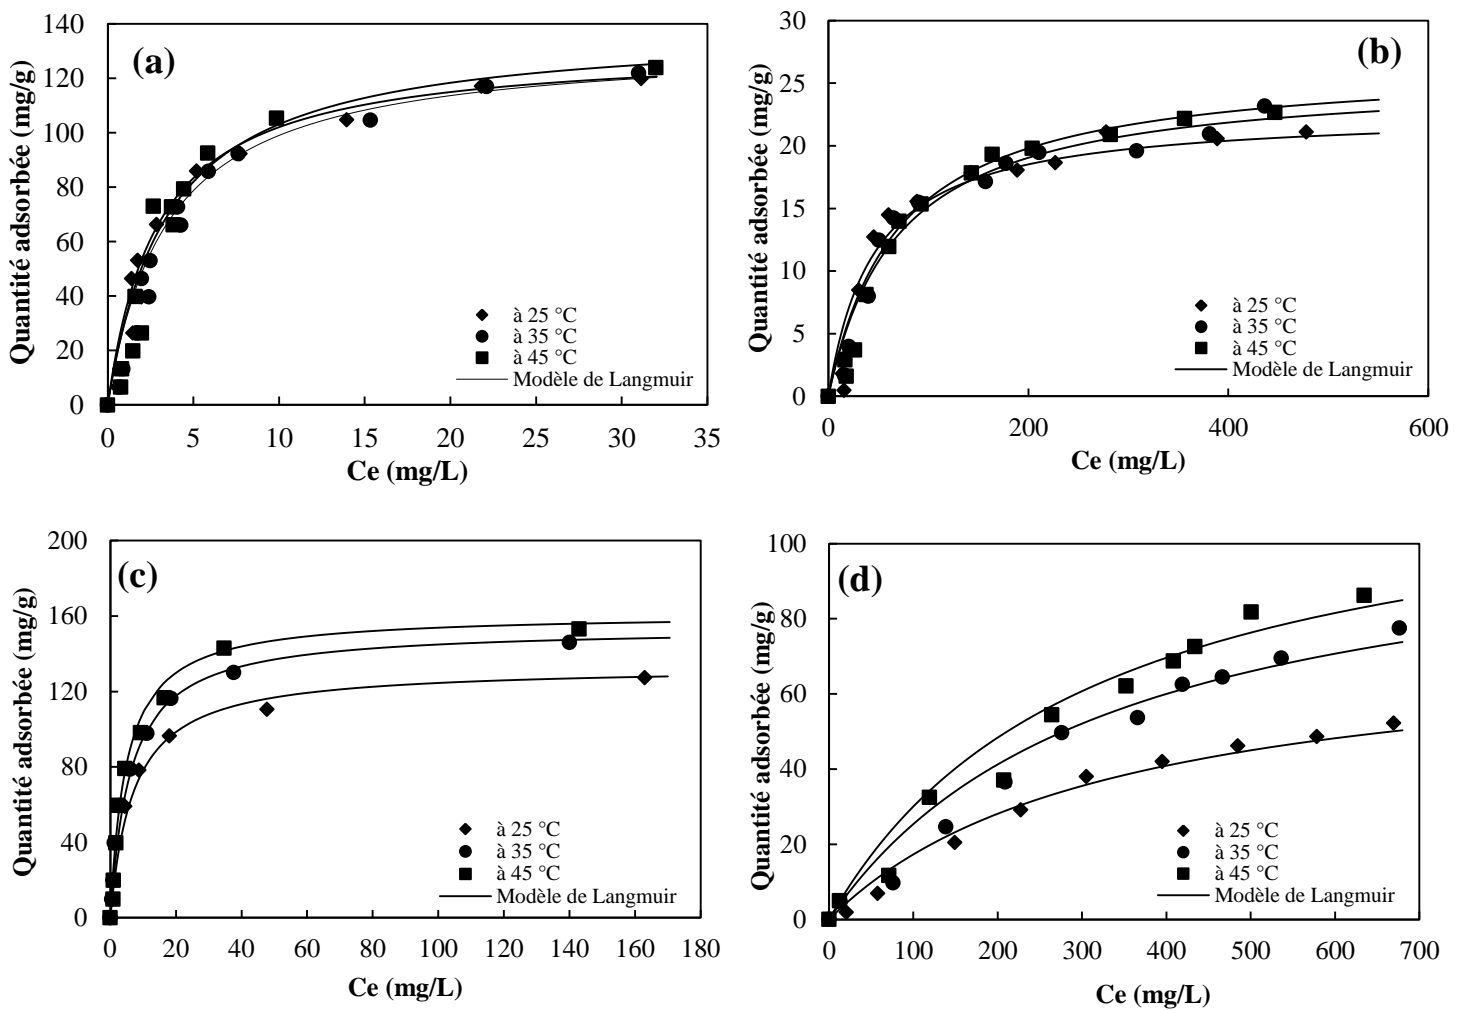 (a)
Quantité adsorbée (mg/g)
140
120
100
80
60
40
20
0
à 25 °C
à 35 °C
à 45 °C
Modèle de Langmuir
0 5 10 15 20 25 30 35
Ce (mg/L)
(b)
Quantité adsorbée (mg/g)
30
25
20
15
10
5
0
à 25 °C
à 35 °C
à 45 °C
Modèle de Langmuir
0 200 400 600
Ce (mg/L)
(c)
Quantité adsorbée (mg/g)
200
160
120
80
40
0
à 25 °C
à 35 °C
à 45 °C
Modèle de Langmuir
0 20 40 60 80 100 120 140 160 180
Ce (mg/L)
(d)
Quantité adsorbée (mg/g)
100
80
60
40
20
0
à 25 °C
à 35 °C
à 45 °C
Modèle de Langmuir
0 100 200 300 400 500 600 700
Ce (mg/L)